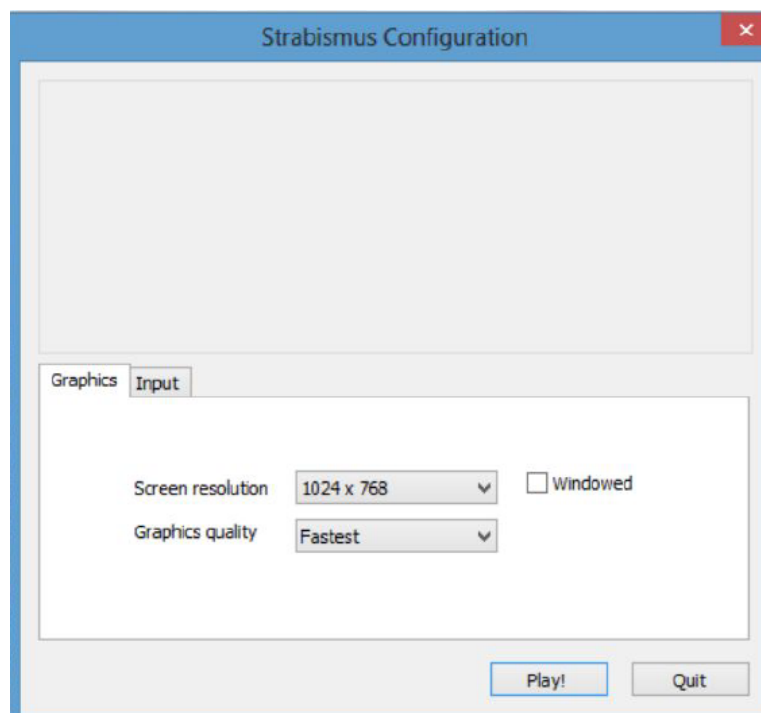 Strabismus Configuration
Graphics
Input
Screen resolution
1024 x 768
Windowed
Graphics quality
Fastest
Play!
Quit